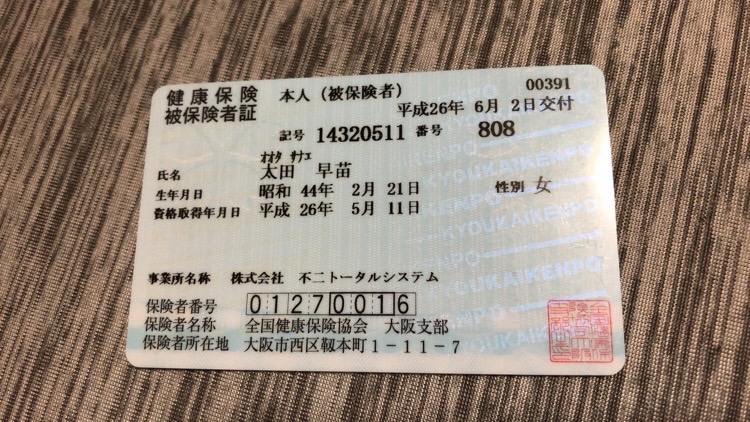 00391
健康保険 本人（被保険者）
被保険者証 平成26年 6月 2日交付
記号 14320511 番号 808
ｵｵﾀ ｻﾅｴ
氏名 太田 早苗
生年月日 昭和 44年 2月 21日 性別 女
資格取得年月日 平成 26年 5月 11日
事業所名称 株式会社 不二トータルシステム
保険者番号 01270016
保険者名称 全国健康保険協会 大阪支部
保険者所在地 大阪市西区靱本町1－11－7
KYOUKAIKENPO